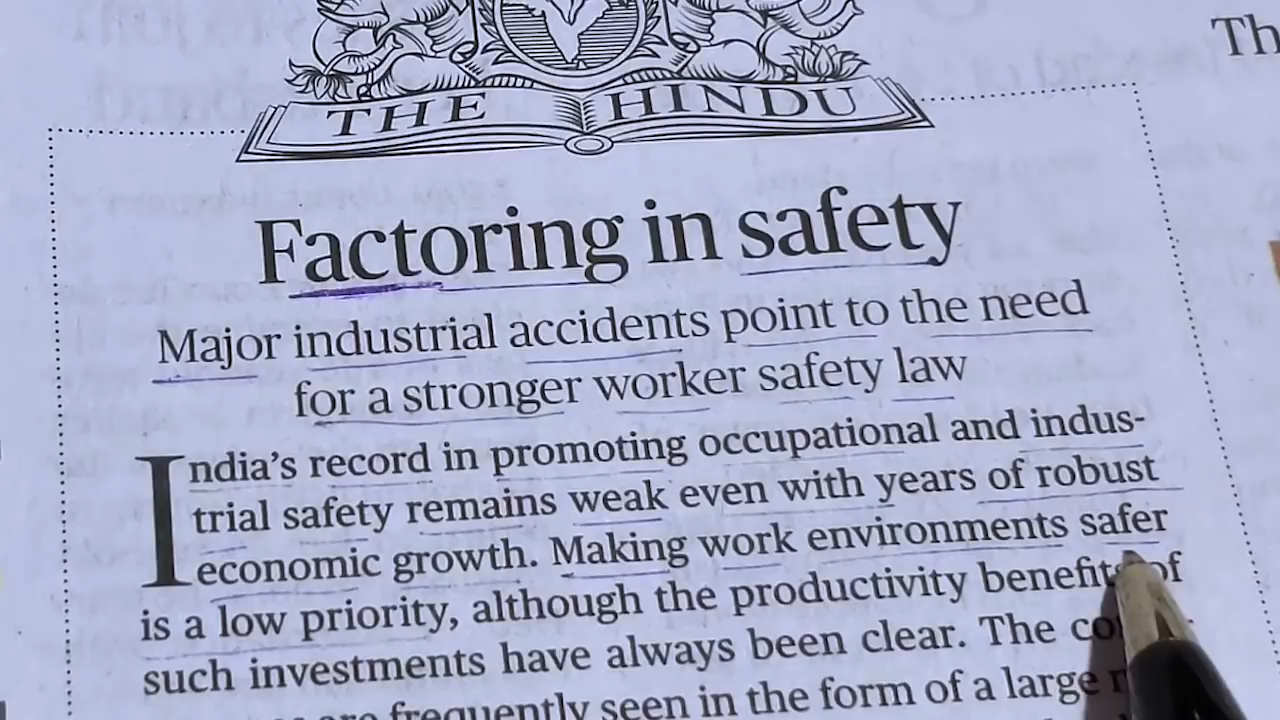 Th
THE HINDU
Factoring in safety
Major industrial accidents point to the need
for a stronger worker safety law
India's record in promoting occupational and indus-
trial safety remains weak even with years of robust
economic growth. Making work environments safer
is a low priority, although the productivity benefits of
such investments have always been clear. The
frequently seen in the form of a large